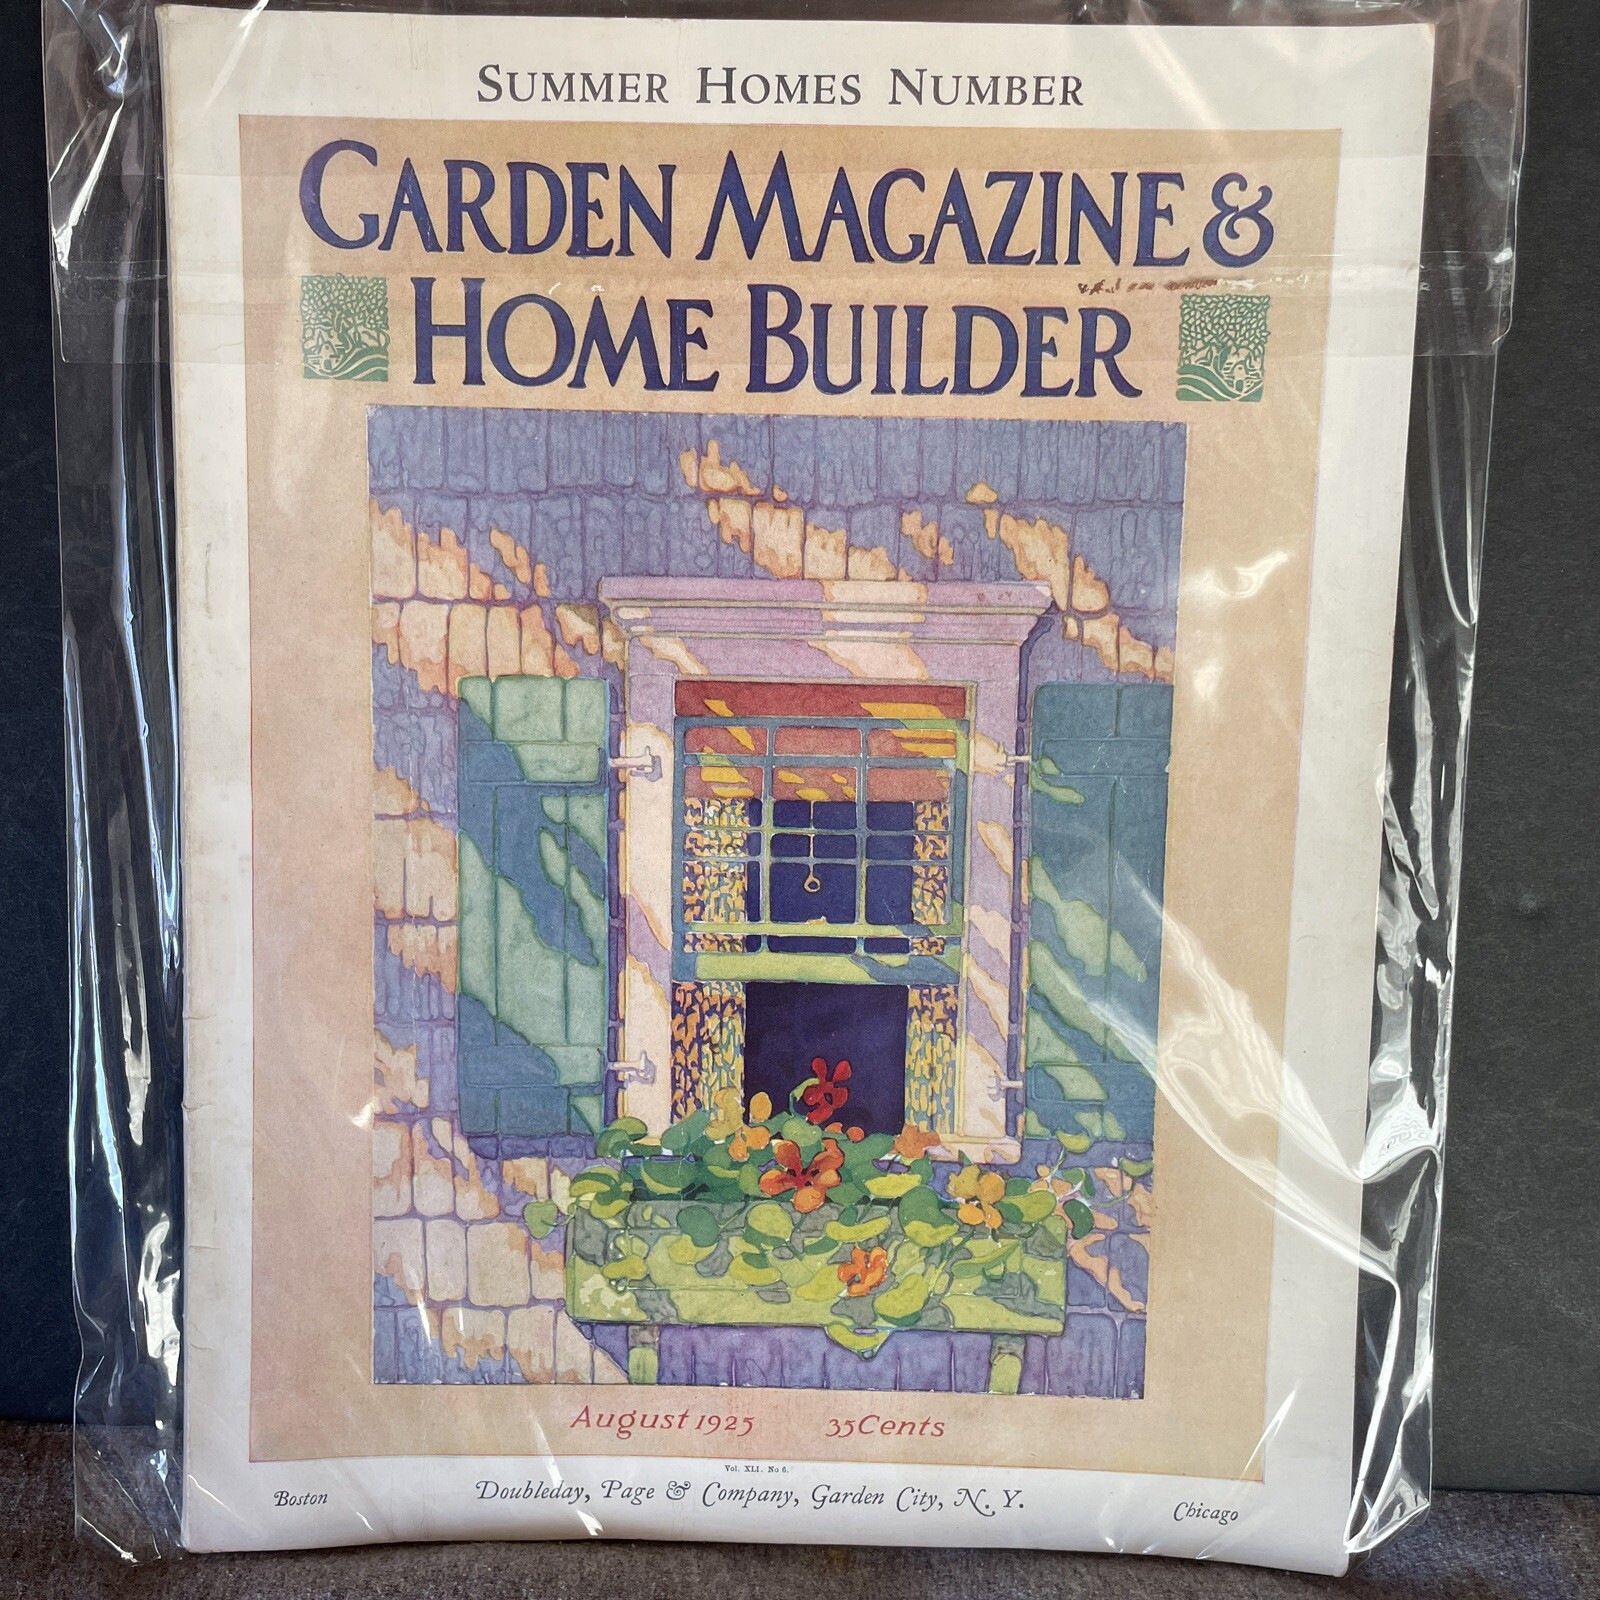 SUMMER HOMES NUMBER
GARDEN MAGAZINE &
HOME BUILDER
August 1925 35 Cents
Vol. XLI. No 6.
Boston Doubleday, Page & Company, Garden City, N. Y. Chicago